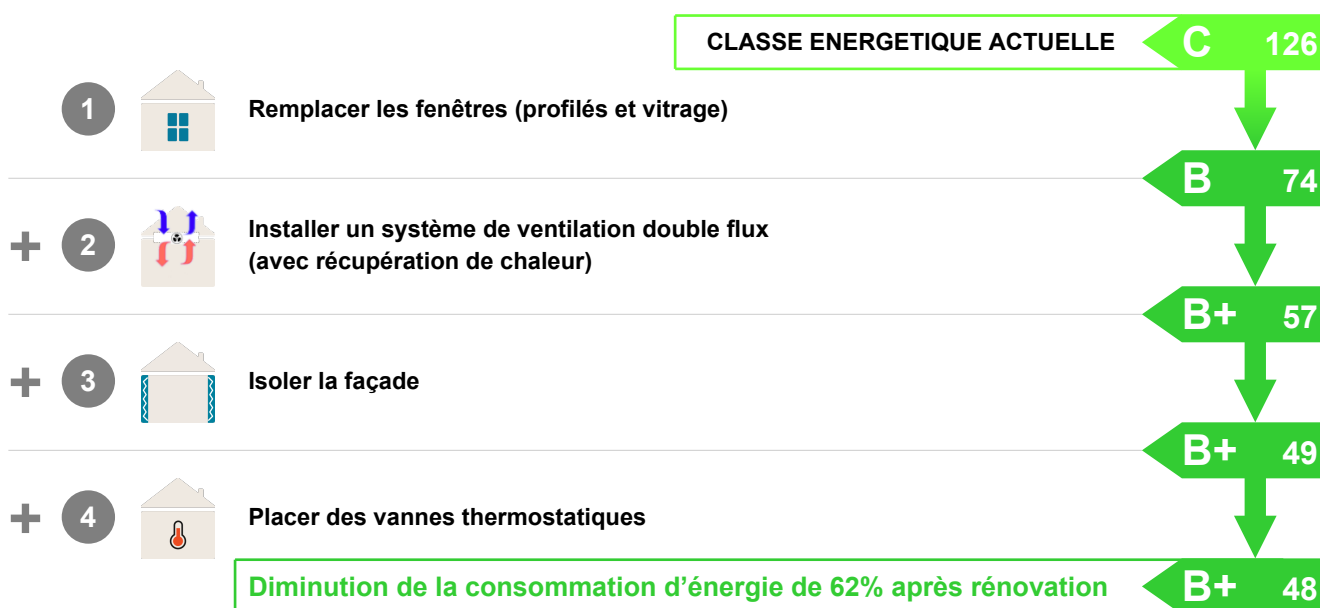 CLASSE ENERGETIQUE ACTUELLE C 126
1 Remplacer les fenêtres (profilés et vitrage)
B 74
+ 2 Installer un système de ventilation double flux
(avec récupération de chaleur)
B+ 57
+ 3 Isoler la façade
B+ 49
+ 4 Placer des vannes thermostatiques
Diminution de la consommation d’énergie de 62% après rénovation B+ 48